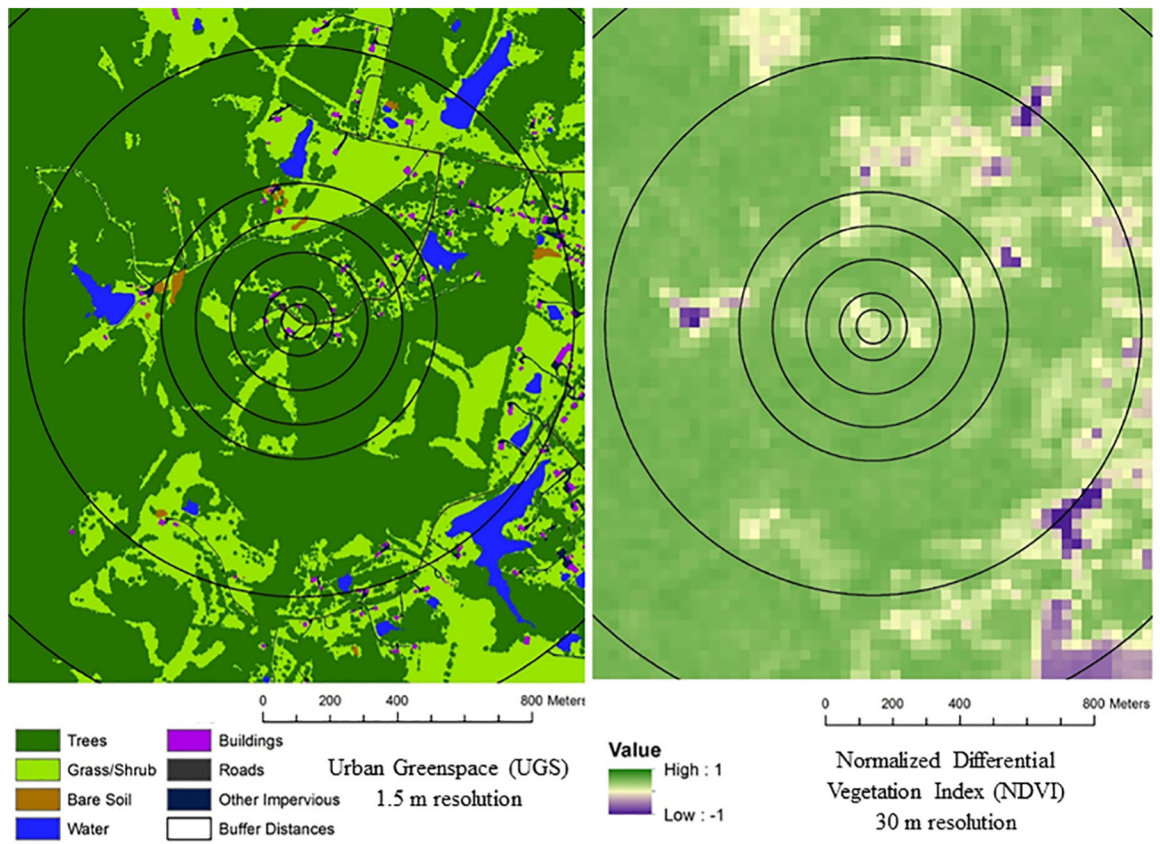 0 200 400 800 Meters
Trees
Grass/Shrub
Bare Soil
Water
Buildings
Roads
Other Impervious
Buffer Distances
Urban Greenspace (UGS)
1.5 m resolution
0 200 400 800 Meters
Value
High : 1
Low : -1
Normalized Differential
Vegetation Index (NDVI)
30 m resolution